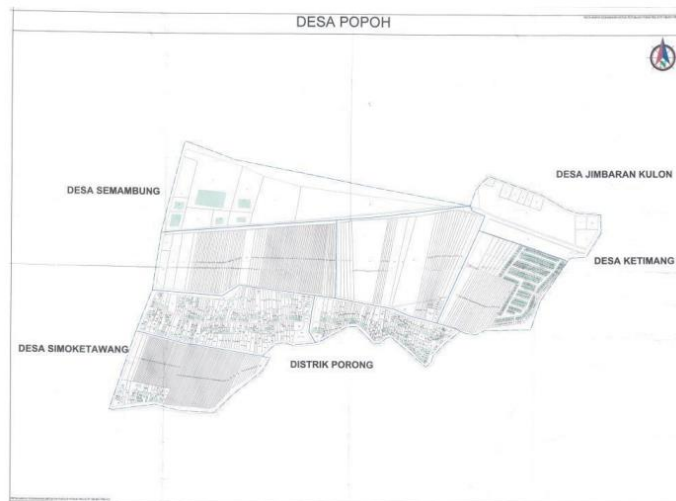 DESA POPOH
DESA SEMAMBUNG
DESA JIMBARAN KULON
DESA KETIMANG
DESA SIMOKETAWANG
DISTRIK PORONG